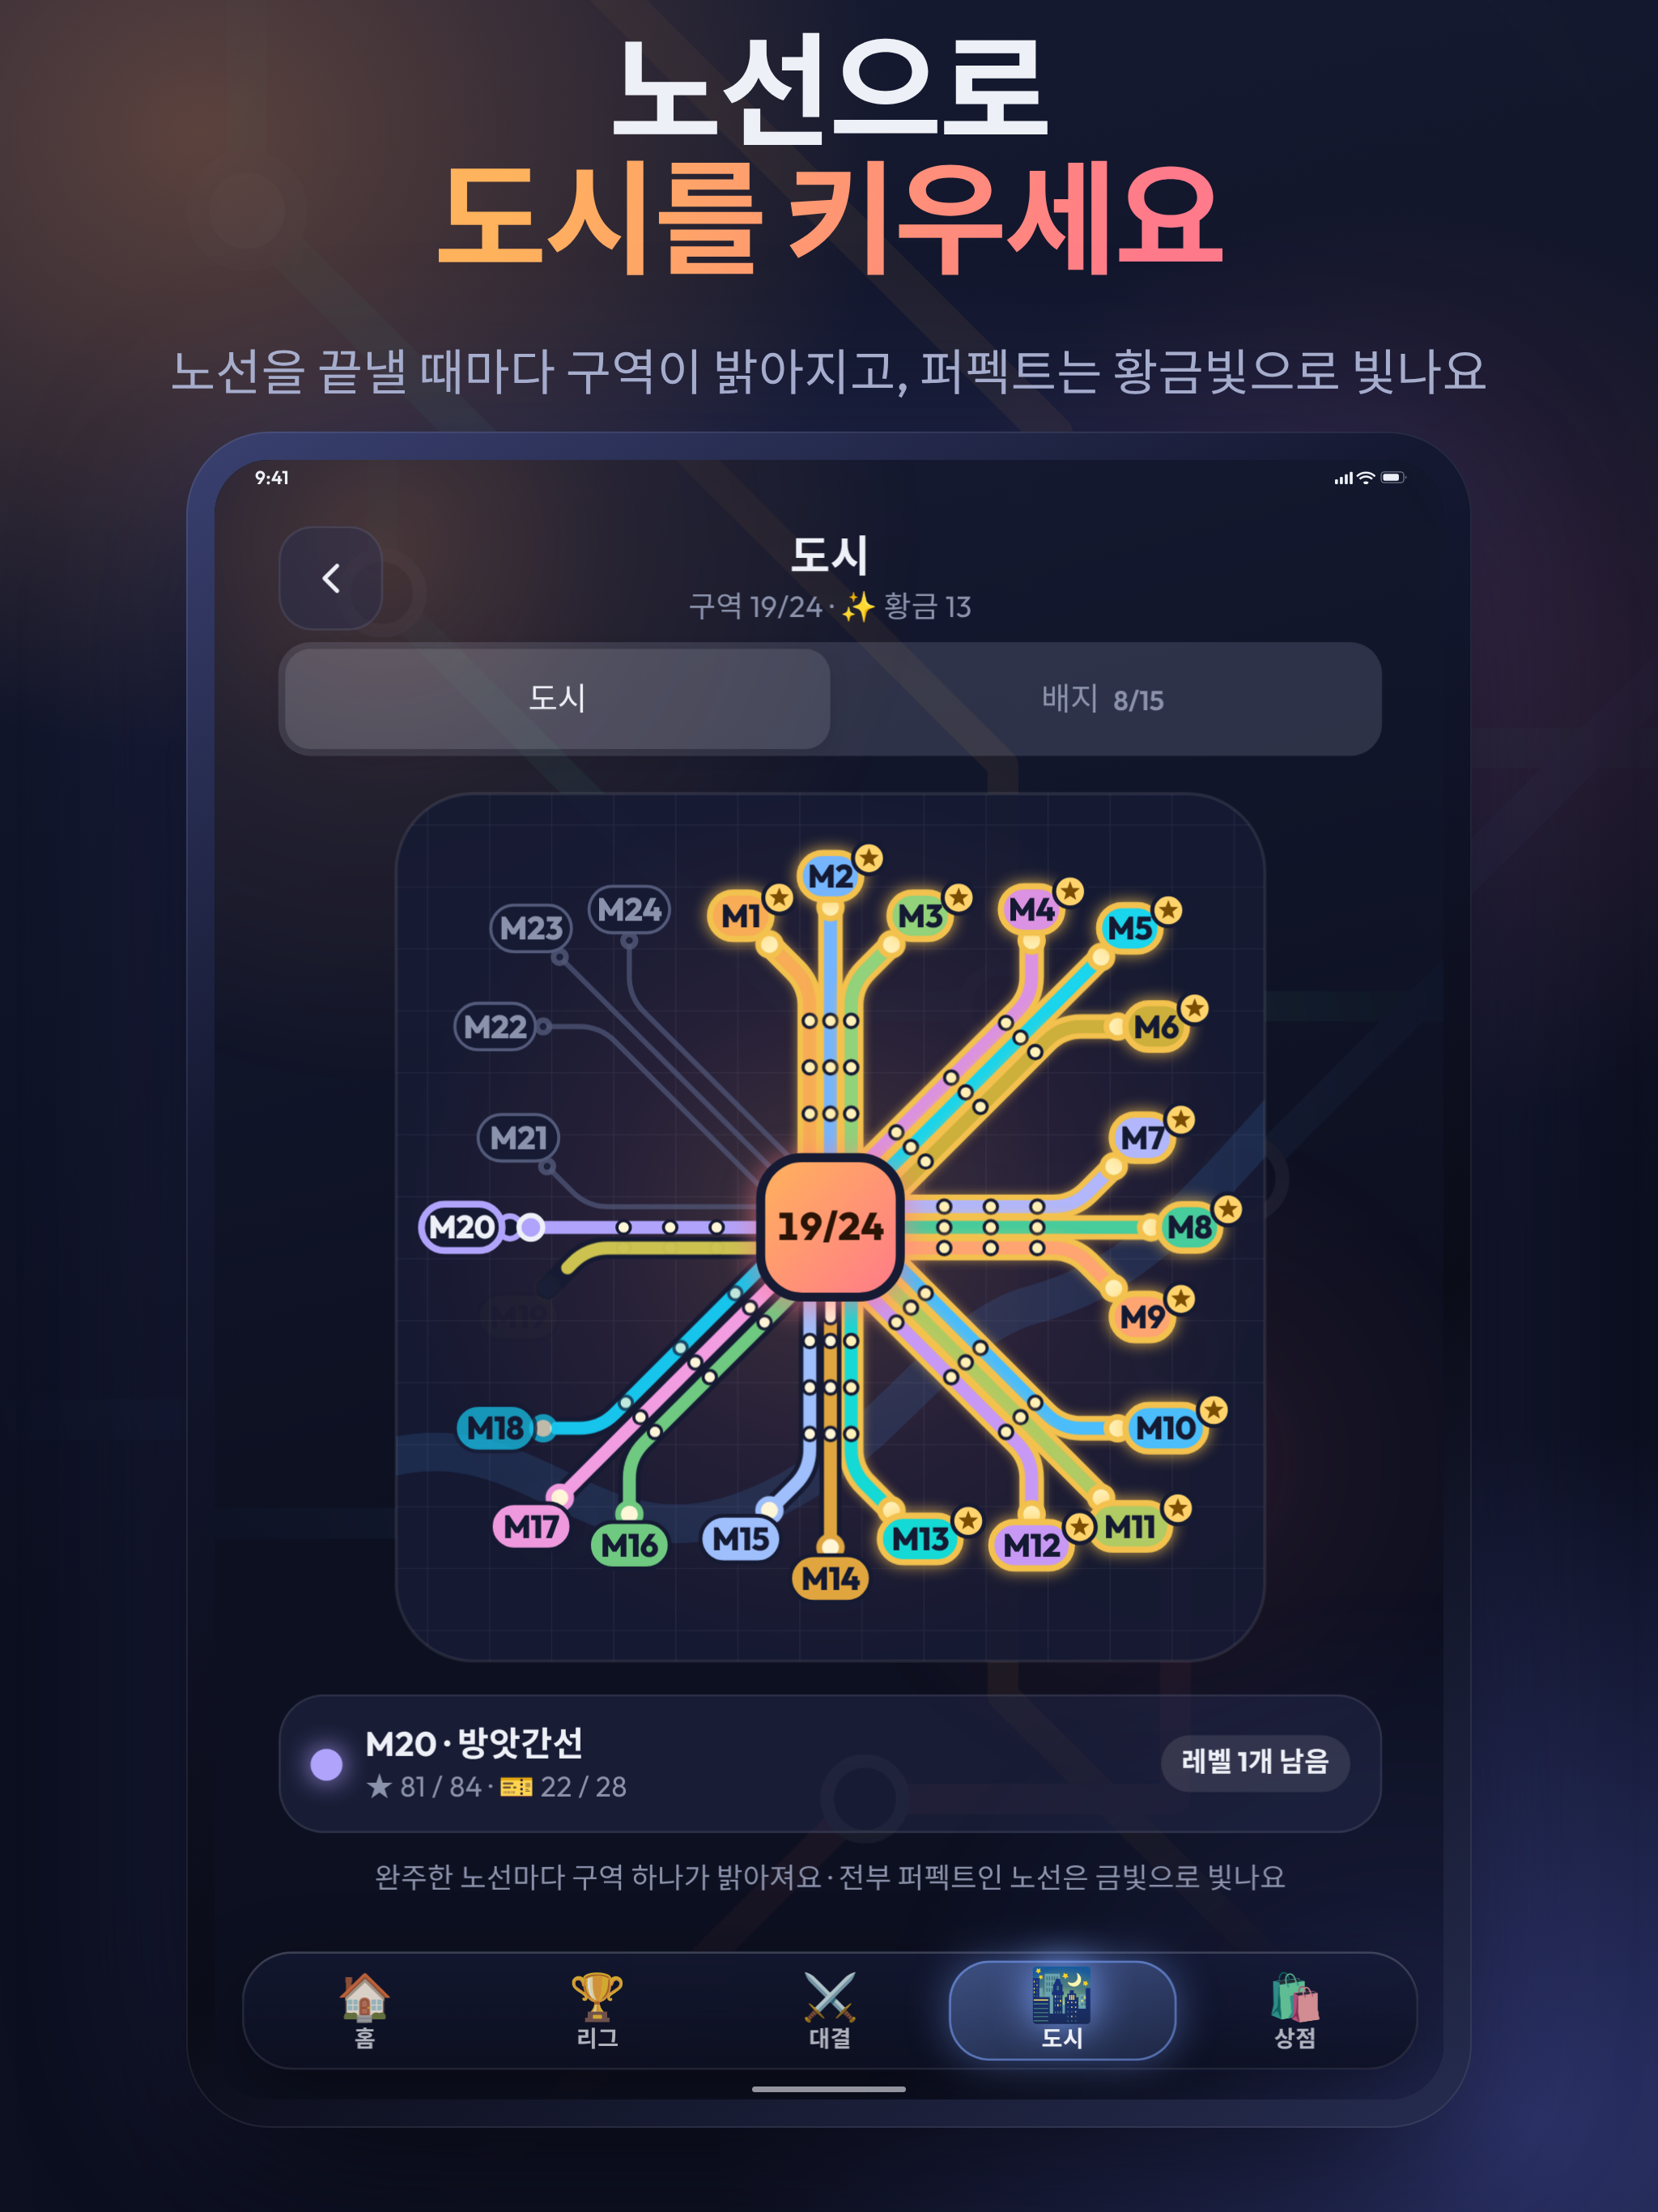 노선으로
도시를 키우세요
노선을 끝낼 때마다 구역이 밝아지고, 퍼펙트는 황금빛으로 빛나요
9:41
도시
구역 19/24 · ✨ 황금 13
도시
배지 8/15
M2
M24
M1
M3
M4
M23
M5
M22
M6
M21
M7
M20
19/24
M8
M19
M9
M18
M10
M17
M16
M15
M13
M12
M11
M14
M20 · 방앗간선
레벨 1개 남음
★ 81 / 84 · 🎫 22 / 28
완주한 노선마다 구역 하나가 밝아져요 · 전부 퍼펙트인 노선은 금빛으로 빛나요
홈
리그
대결
도시
상점